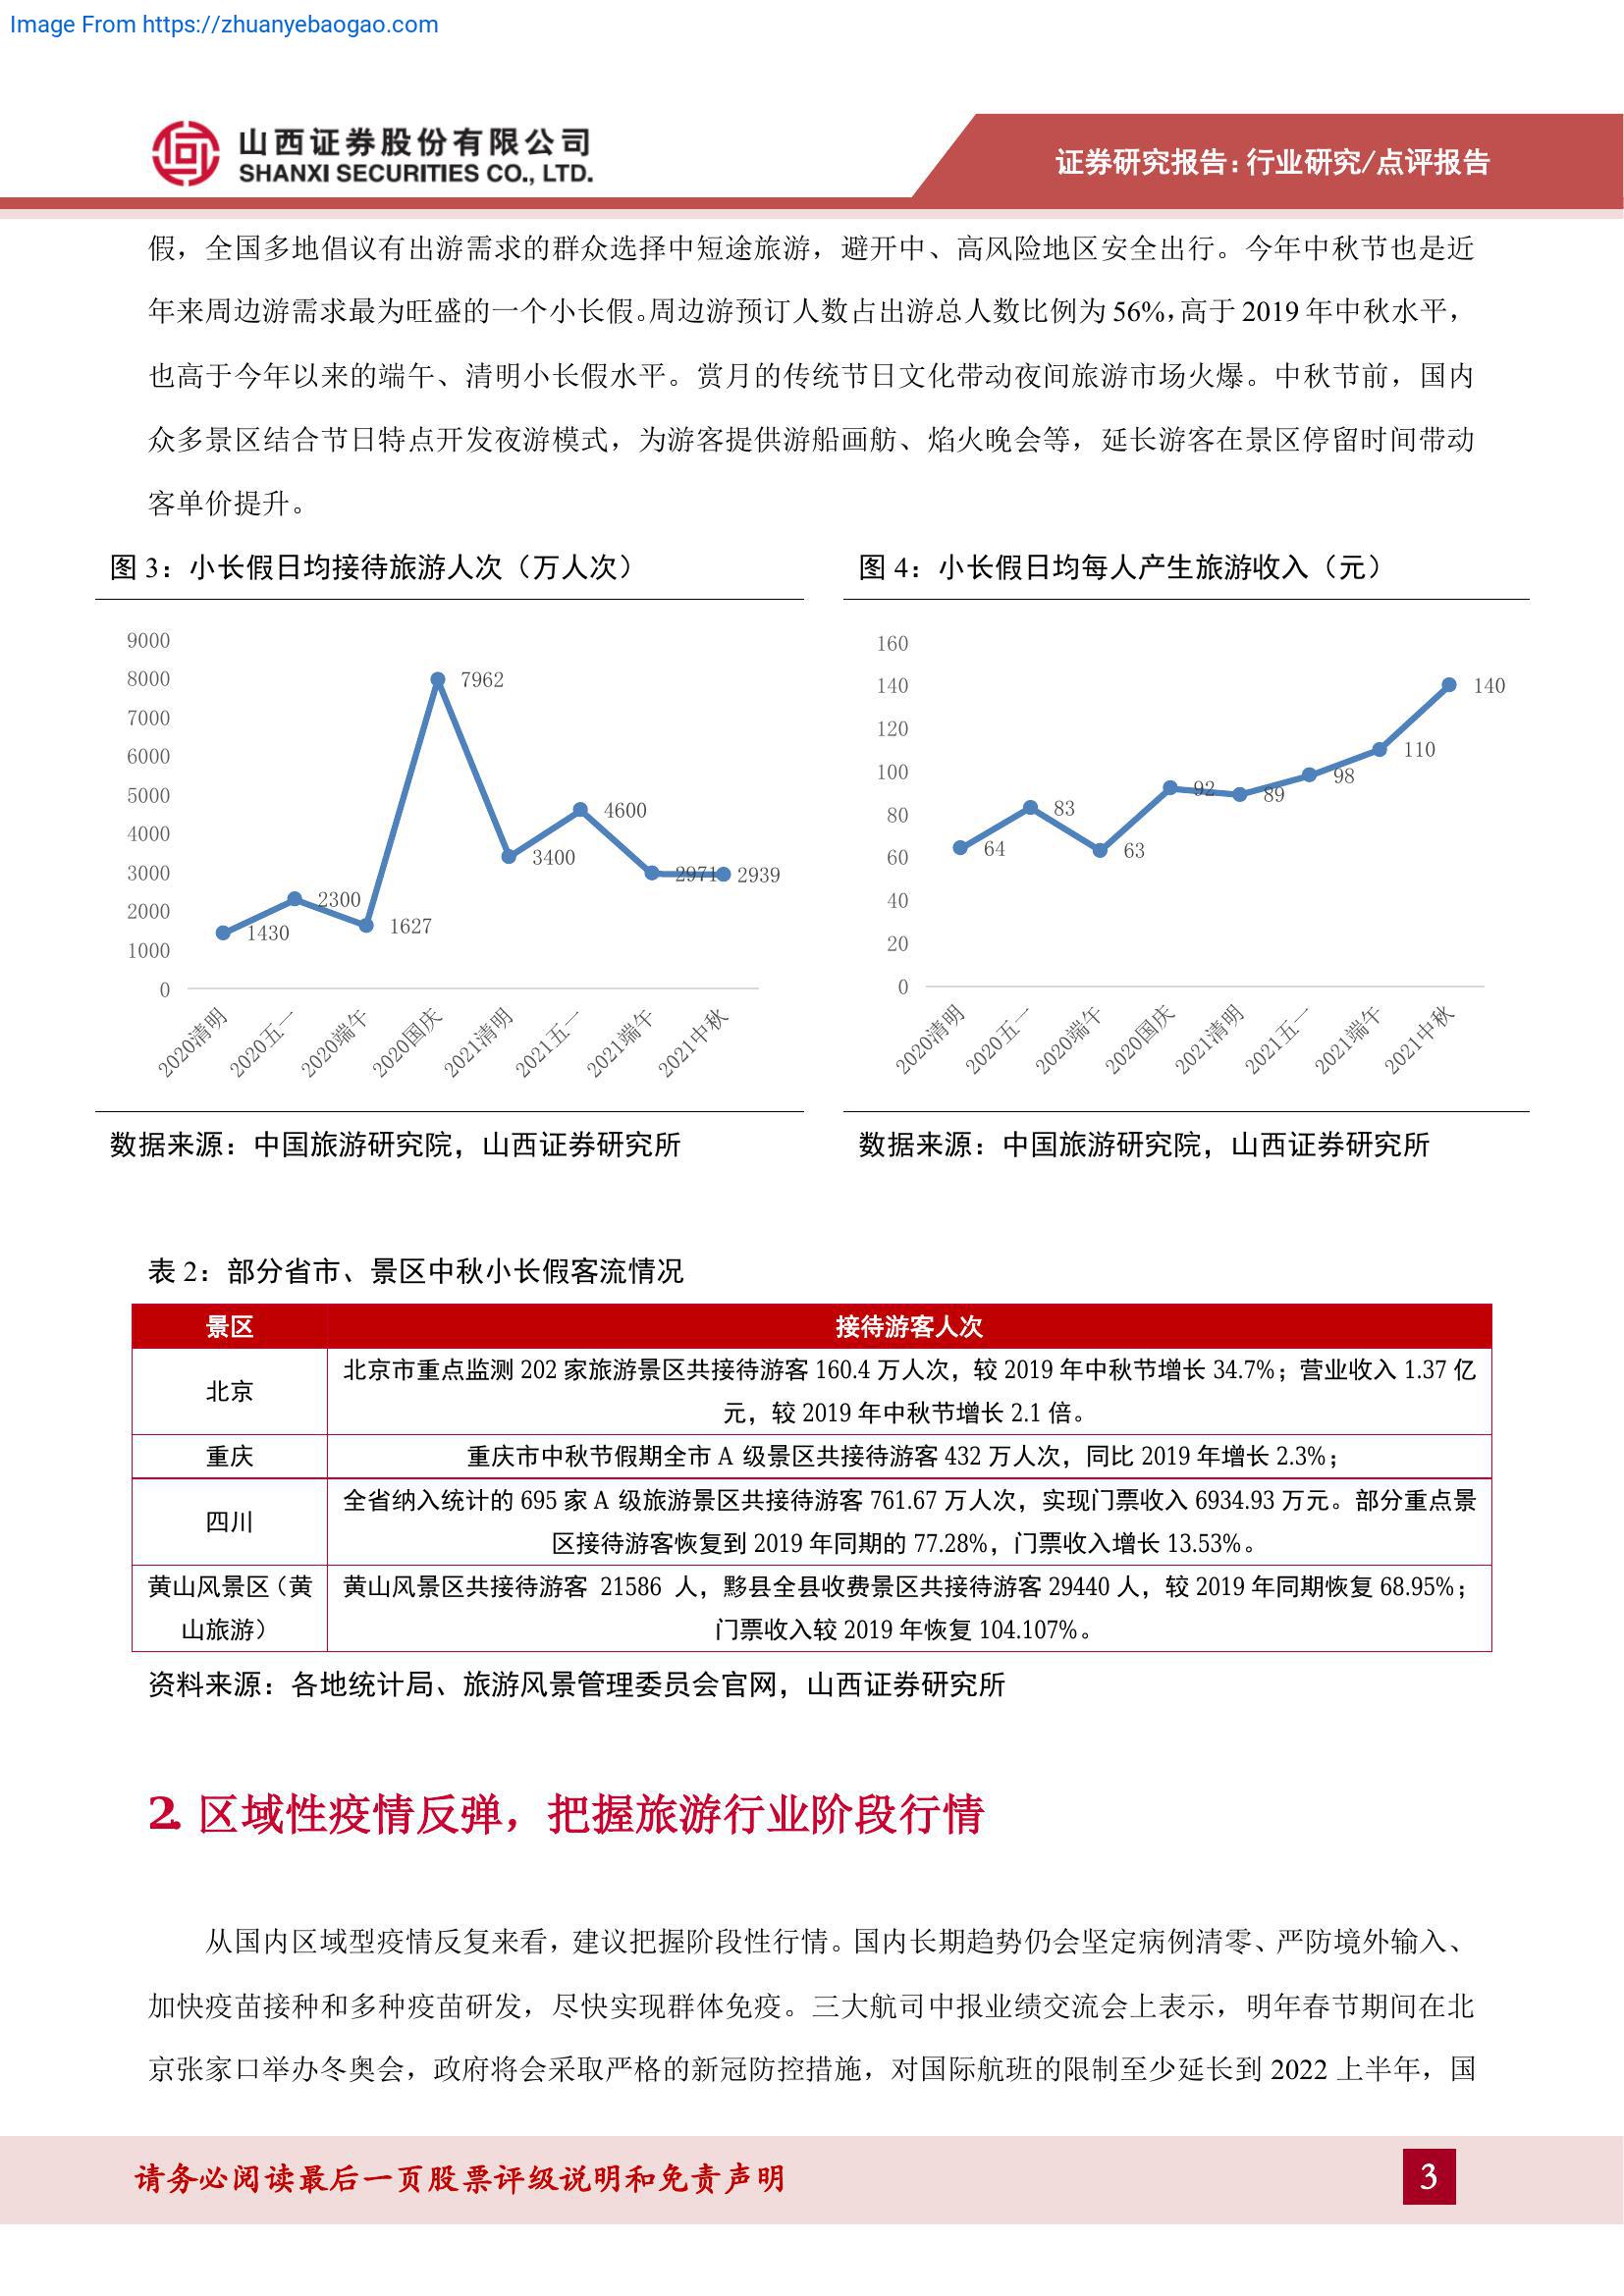 Image From https://zhuanyebaogao.com
山西证券股份有限公司
SHANXI SECURITIES CO., LTD.
证券研究报告：行业研究/点评报告
假，全国多地倡议有出游需求的群众选择中短途旅游，避开中、高风险地区安全出行。今年中秋节也是近
年来周边游需求最为旺盛的一个小长假。周边游预订人数占出游总人数比例为 56%，高于 2019 年中秋水平，
也高于今年以来的端午、清明小长假水平。赏月的传统节日文化带动夜间旅游市场火爆。中秋节前，国内
众多景区结合节日特点开发夜游模式，为游客提供游船画舫、焰火晚会等，延长游客在景区停留时间带动
客单价提升。
图 3：小长假日均接待旅游人次（万人次）
9000
8000
7000
6000
5000
4000
3000
2000
1000
0
1430
2300
1627
7962
3400
4600
2971
2939
2020清明
2020五一
2020端午
2020国庆
2021清明
2021五一
2021端午
2021中秋
数据来源：中国旅游研究院，山西证券研究所
图 4：小长假日均每人产生旅游收入（元）
160
140
120
100
80
60
40
20
0
64
83
63
92
89
98
110
140
2020清明
2020五一
2020端午
2020国庆
2021清明
2021五一
2021端午
2021中秋
数据来源：中国旅游研究院，山西证券研究所
表 2：部分省市、景区中秋小长假客流情况
景区 接待游客人次
北京
北京市重点监测 202 家旅游景区共接待游客 160.4 万人次，较 2019 年中秋节增长 34.7%；营业收入 1.37 亿
元，较 2019 年中秋节增长 2.1 倍。
重庆 重庆市中秋节假期全市 A 级景区共接待游客 432 万人次，同比 2019 年增长 2.3%；
四川
全省纳入统计的 695 家 A 级旅游景区共接待游客 761.67 万人次，实现门票收入 6934.93 万元。部分重点景
区接待游客恢复到 2019 年同期的 77.28%，门票收入增长 13.53%。
黄山风景区（黄
山旅游）
黄山风景区共接待游客 21586 人，黟县全县收费景区共接待游客 29440 人，较 2019 年同期恢复 68.95%；
门票收入较 2019 年恢复 104.107%。
资料来源：各地统计局、旅游风景管理委员会官网，山西证券研究所
2. 区域性疫情反弹，把握旅游行业阶段行情
从国内区域型疫情反复来看，建议把握阶段性行情。国内长期趋势仍会坚定病例清零、严防境外输入、
加快疫苗接种和多种疫苗研发，尽快实现群体免疫。三大航司中报业绩交流会上表示，明年春节期间在北
京张家口举办冬奥会，政府将会采取严格的新冠防控措施，对国际航班的限制至少延长到 2022 上半年，国
请务必阅读最后一页股票评级说明和免责声明
3